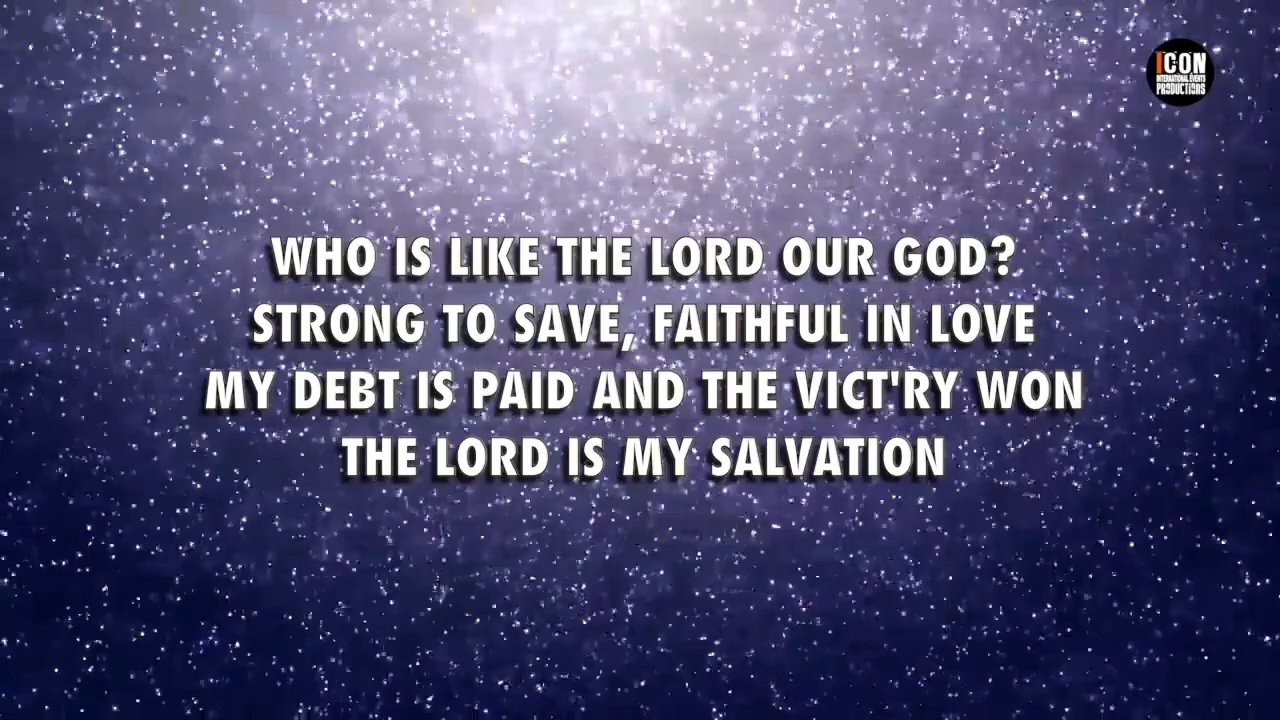 ICON
INTERNATIONAL EVENTS
PRODUCTIONS
WHO IS LIKE THE LORD OUR GOD?
STRONG TO SAVE, FAITHFUL IN LOVE
MY DEBT IS PAID AND THE VICT'RY WON
THE LORD IS MY SALVATION